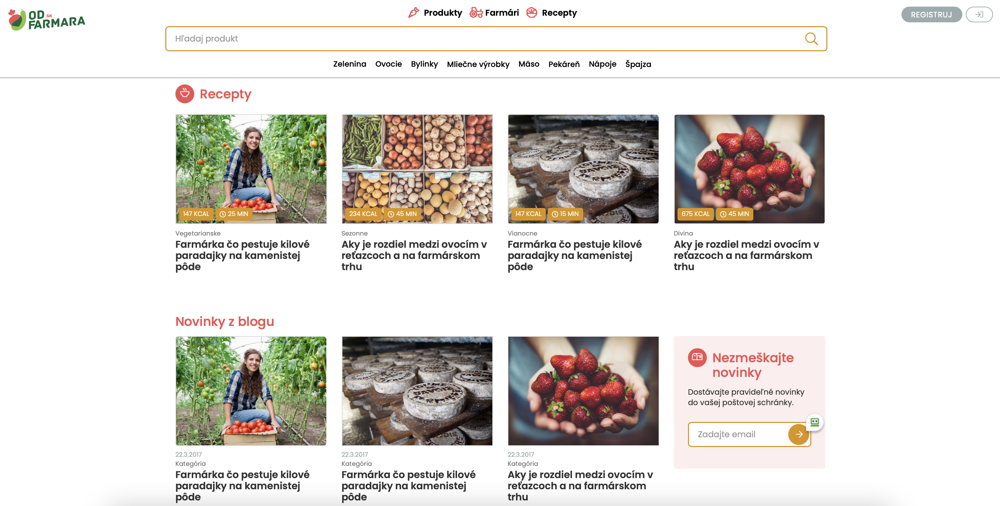 OD
.SK
FARMARA
Produkty Farmári Recepty
REGISTRUJ
Hľadaj produkt
Zelenina Ovocie Bylinky Mliečne výrobky Mäso Pekáreň Nápoje Špajza
Recepty
147 KCAL 25 MIN
Vegetarianske
Farmárka čo pestuje kilové
paradajky na kamenistej
pôde
234 KCAL 45 MIN
Sezonne
Aky je rozdiel medzi ovocím v
reťazcoch a na farmárskom
trhu
SAVOIE
147 KCAL 15 MIN
Vianocne
Farmárka čo pestuje kilové
paradajky na kamenistej
pôde
675 KCAL 45 MIN
Divina
Aky je rozdiel medzi ovocím v
reťazcoch a na farmárskom
trhu
Novinky z blogu
22.3.2017
Kategória
Farmárka čo pestuje kilové
paradajky na kamenistej
pôde
SAVOIE
22.3.2017
Kategória
Farmárka čo pestuje kilové
paradajky na kamenistej
pôde
22.3.2017
Kategória
Aky je rozdiel medzi ovocím v
reťazcoch a na farmárskom
trhu
Nezmeškajte
novinky
Dostávajte pravideľné novinky
do vašej poštovej schránky.
Zadajte email